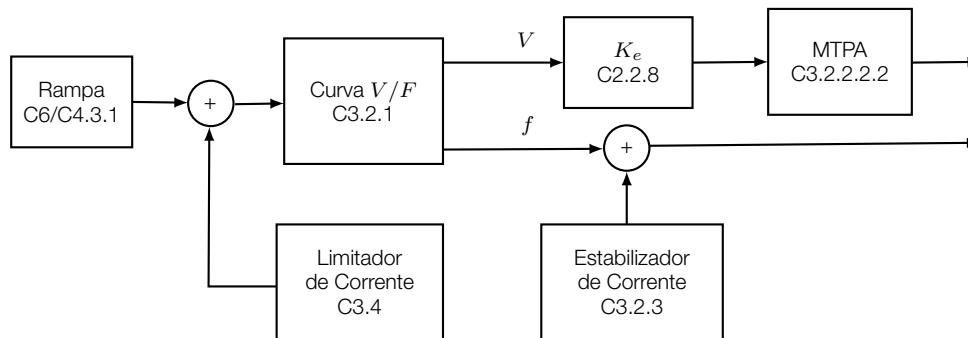 Rampa
C6/C4.3.1
+
Curva V/F
C3.2.1
V
K_e
C2.2.8
MTPA
C3.2.2.2.2
f
+
Limitador
de Corrente
C3.4
Estabilizador
de Corrente
C3.2.3